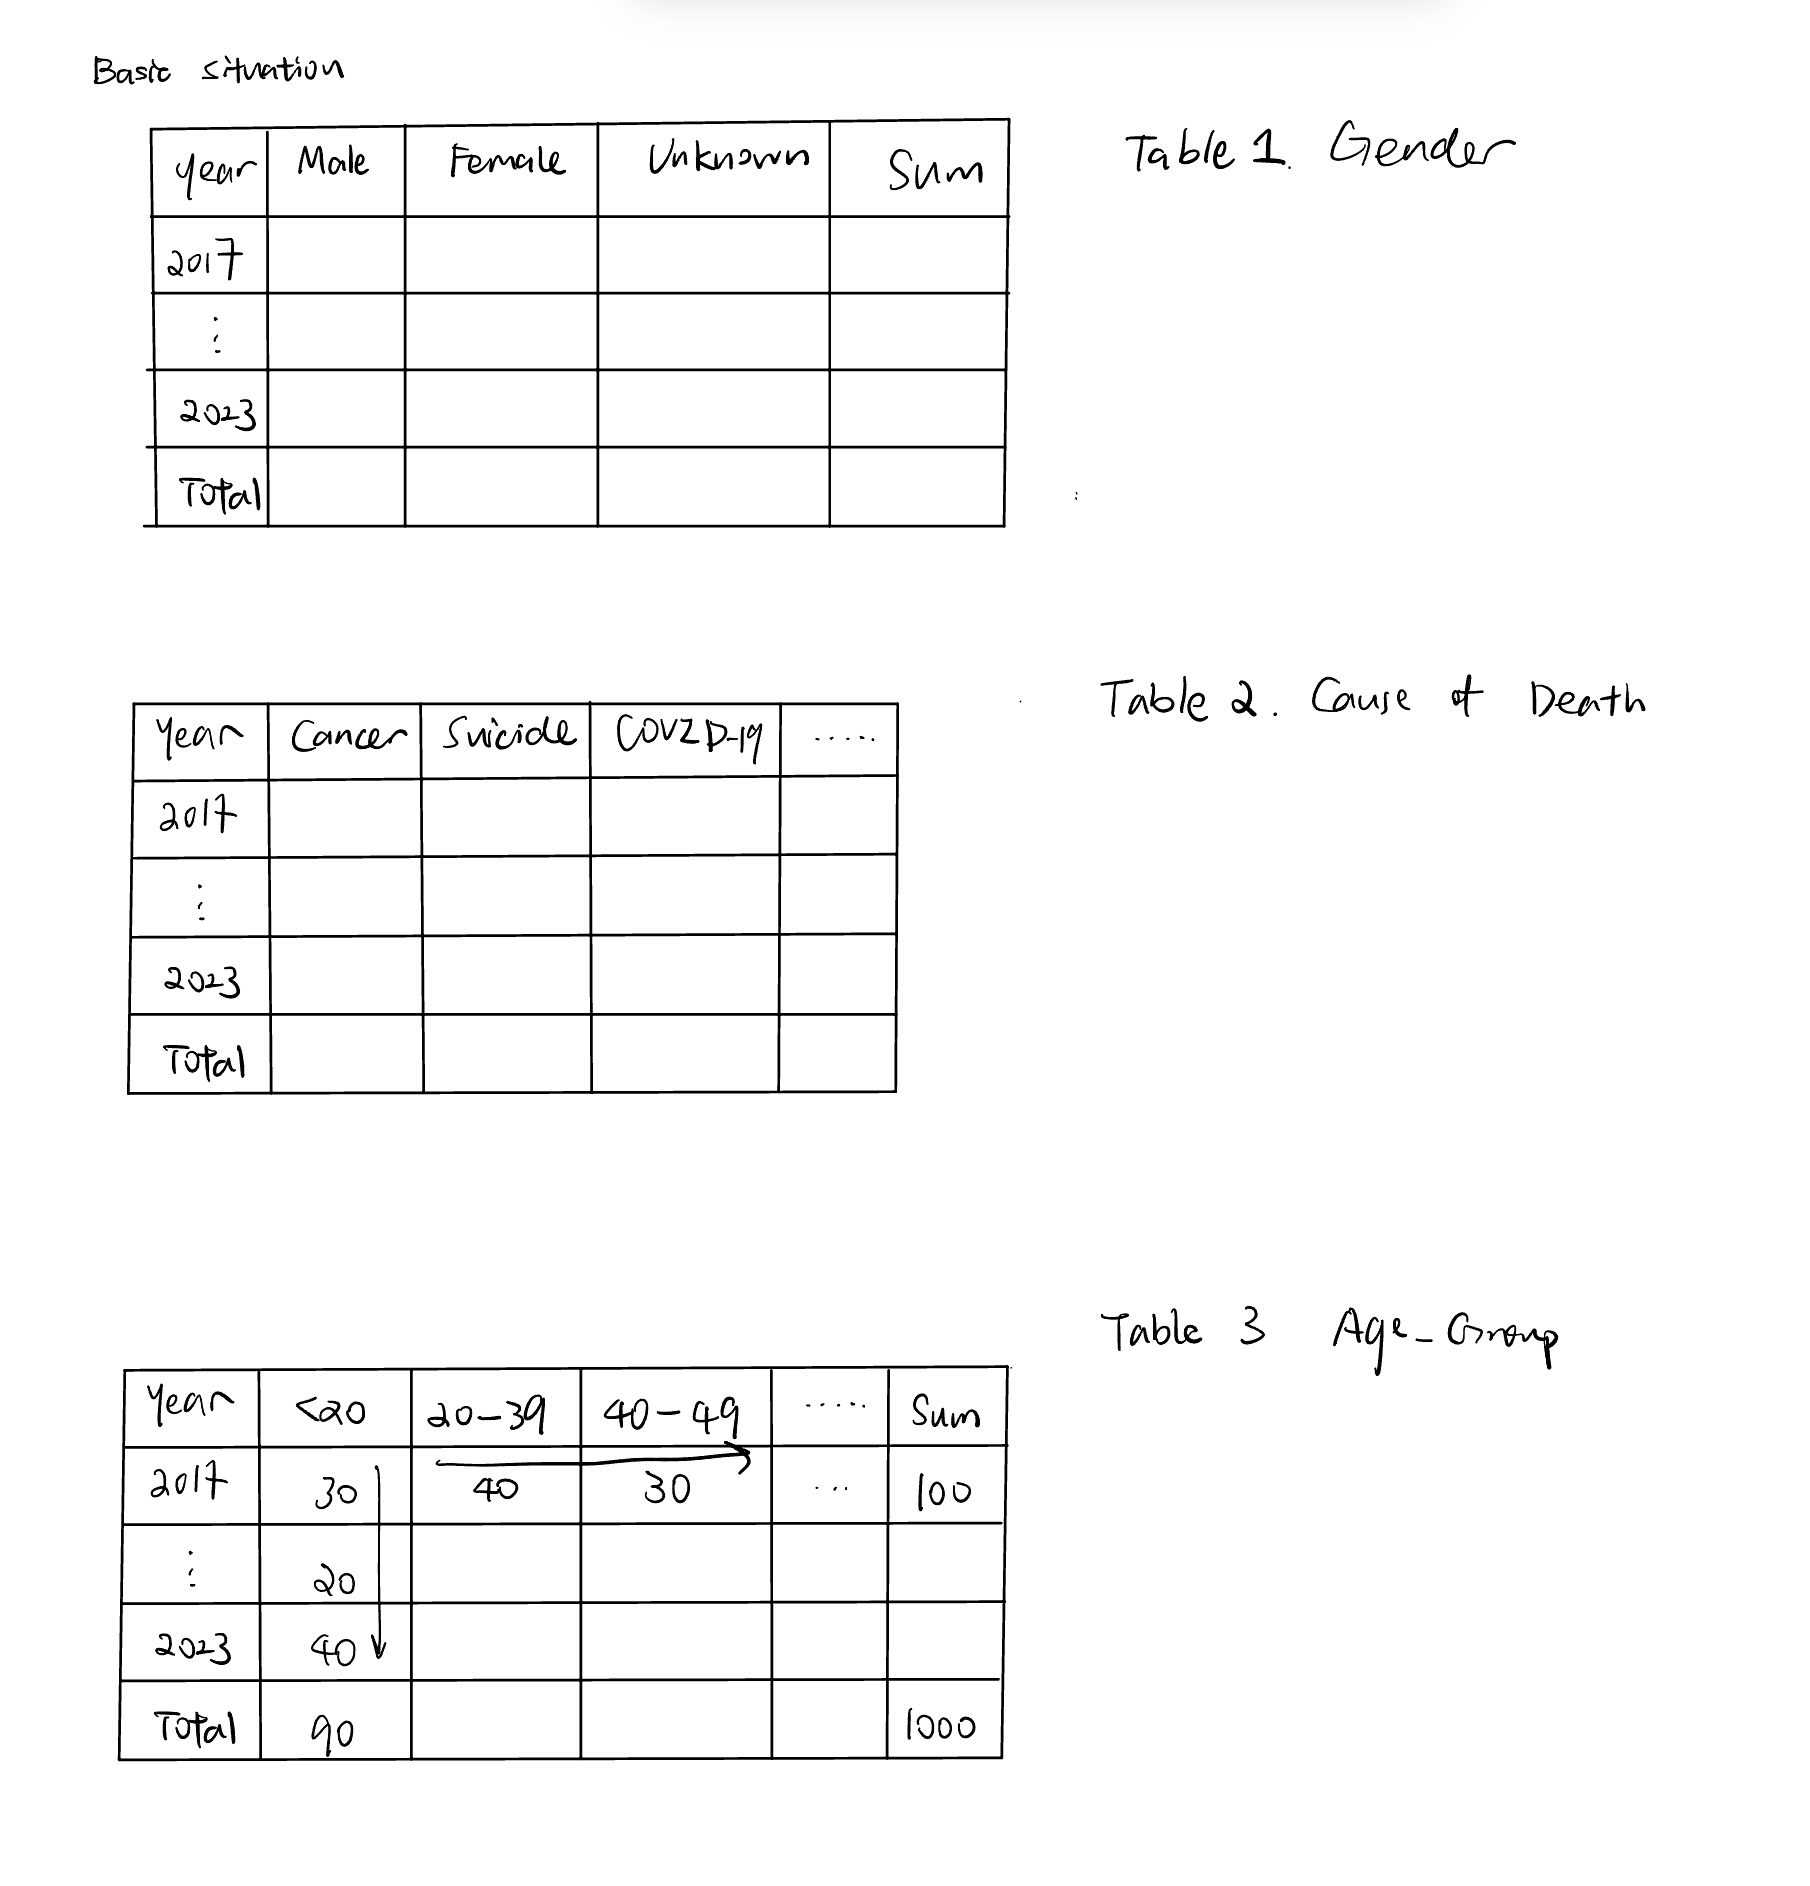 Basic situation
Table 1. Gender
year Male Female Unknown Sum
2017
⋮
2023
Total
Table 2. Cause of Death
Year Cancer Suicide COVID-19 .....
2017
⋮
2023
Total
Table 3 Age-Group
Year <20 20-39 40-49 ..... Sum
2017 30 40 30 ... 100
⋮ 20
2023 40
Total 90 1000